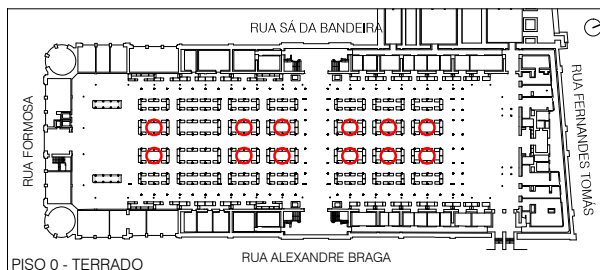 RUA SÁ DA BANDEIRA
RUA FORMOSA
RUA FERNANDES TOMÁS
RUA ALEXANDRE BRAGA
PISO 0 - TERRADO